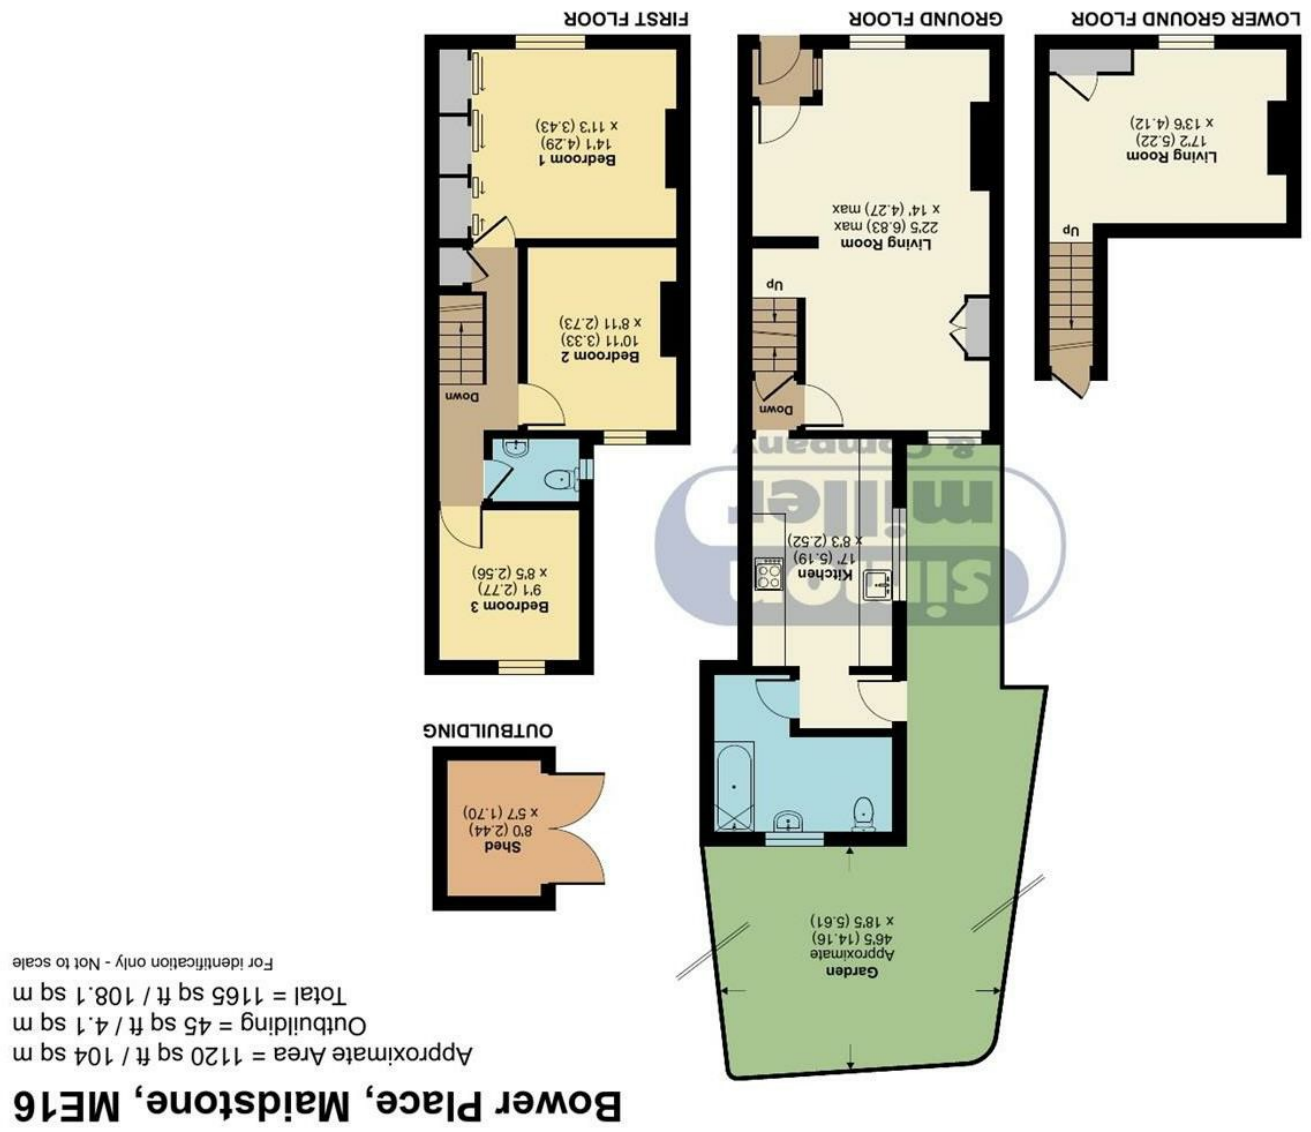 Bower Place, Maidstone, ME16
Approximate Area = 1120 sq ft / 104 sq m
Outbuilding = 45 sq ft / 4.1 sq m
Total = 1165 sq ft / 108.1 sq m
For identification only - Not to scale
Garden
Approximate
46'5 (14.16)
x 18'5 (5.61)
Shed
8'0 (2.44)
x 5'7 (1.70)
OUTBUILDING
Kitchen
17' (5.19)
x 8'3 (2.52)
simon
miller
& Company
Bedroom 3
9'1 (2.77)
x 8'5 (2.56)
Down
Down
Up
Up
Living Room
22'5 (6.83) max
x 14' (4.27) max
Bedroom 2
10'11 (3.33)
x 8'11 (2.73)
Living Room
17'2 (5.22)
x 13'6 (4.12)
Bedroom 1
14'1 (4.29)
x 11'3 (3.43)
LOWER GROUND FLOOR
GROUND FLOOR
FIRST FLOOR